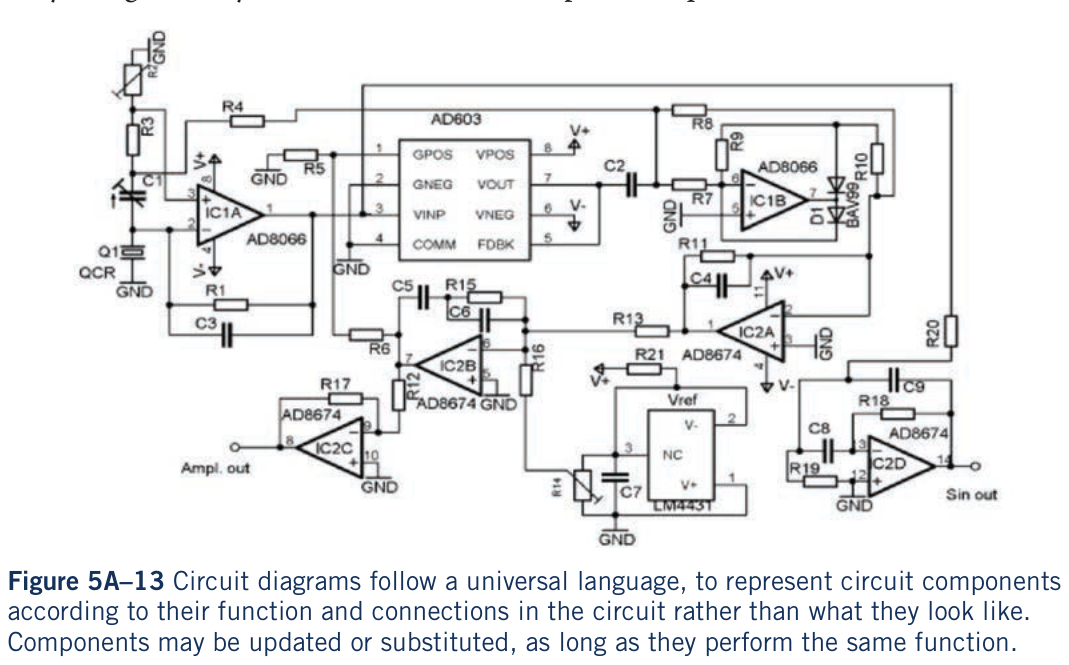 GND
R2
R3
R4
C1
V+
8
3
+
IC1A
1
2
-
AD8066
4
V-
Q1
QCR
GND
R1
C3
AD603
R5
GND
1 GPOS VPOS 8
2 GNEG VOUT 7
3 VINP VNEG 6
4 COMM FDBK 5
GND
V+
V-
C2
R8
R9
R7
AD8066
6
-
IC1B
7
5
+
GND
R10
D1
BAV99
R11
C4
V+
11
2
-
IC2A
1
3
+
GND
AD8674
4
V-
R13
C5
R15
C6
R6
7
IC2B
6
-
5
+
AD8674
GND
R16
R12
R17
AD8674
9
-
8
IC2C
10
+
GND
Ampl. out
R21
V+
Vref
V- 2
3 NC
V+ 1
LM4431
R14
C7
GND
R20
C9
R18
C8
AD8674
13
-
IC2D
14
12
+
R19
GND
Sin out
Figure 5A–13 Circuit diagrams follow a universal language, to represent circuit components
according to their function and connections in the circuit rather than what they look like.
Components may be updated or substituted, as long as they perform the same function.